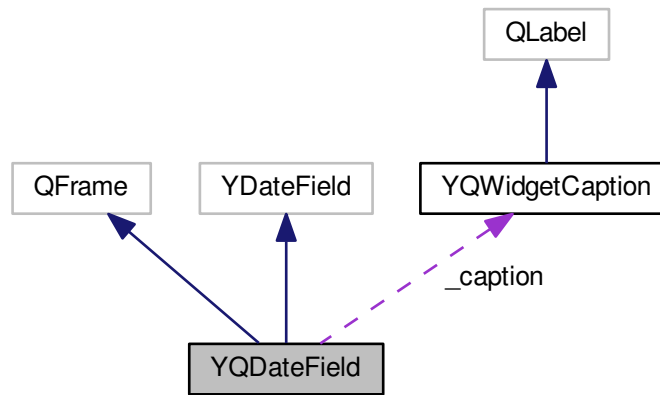 QLabel
QFrame
YDateField
YQWidgetCaption
_caption
YQDateField